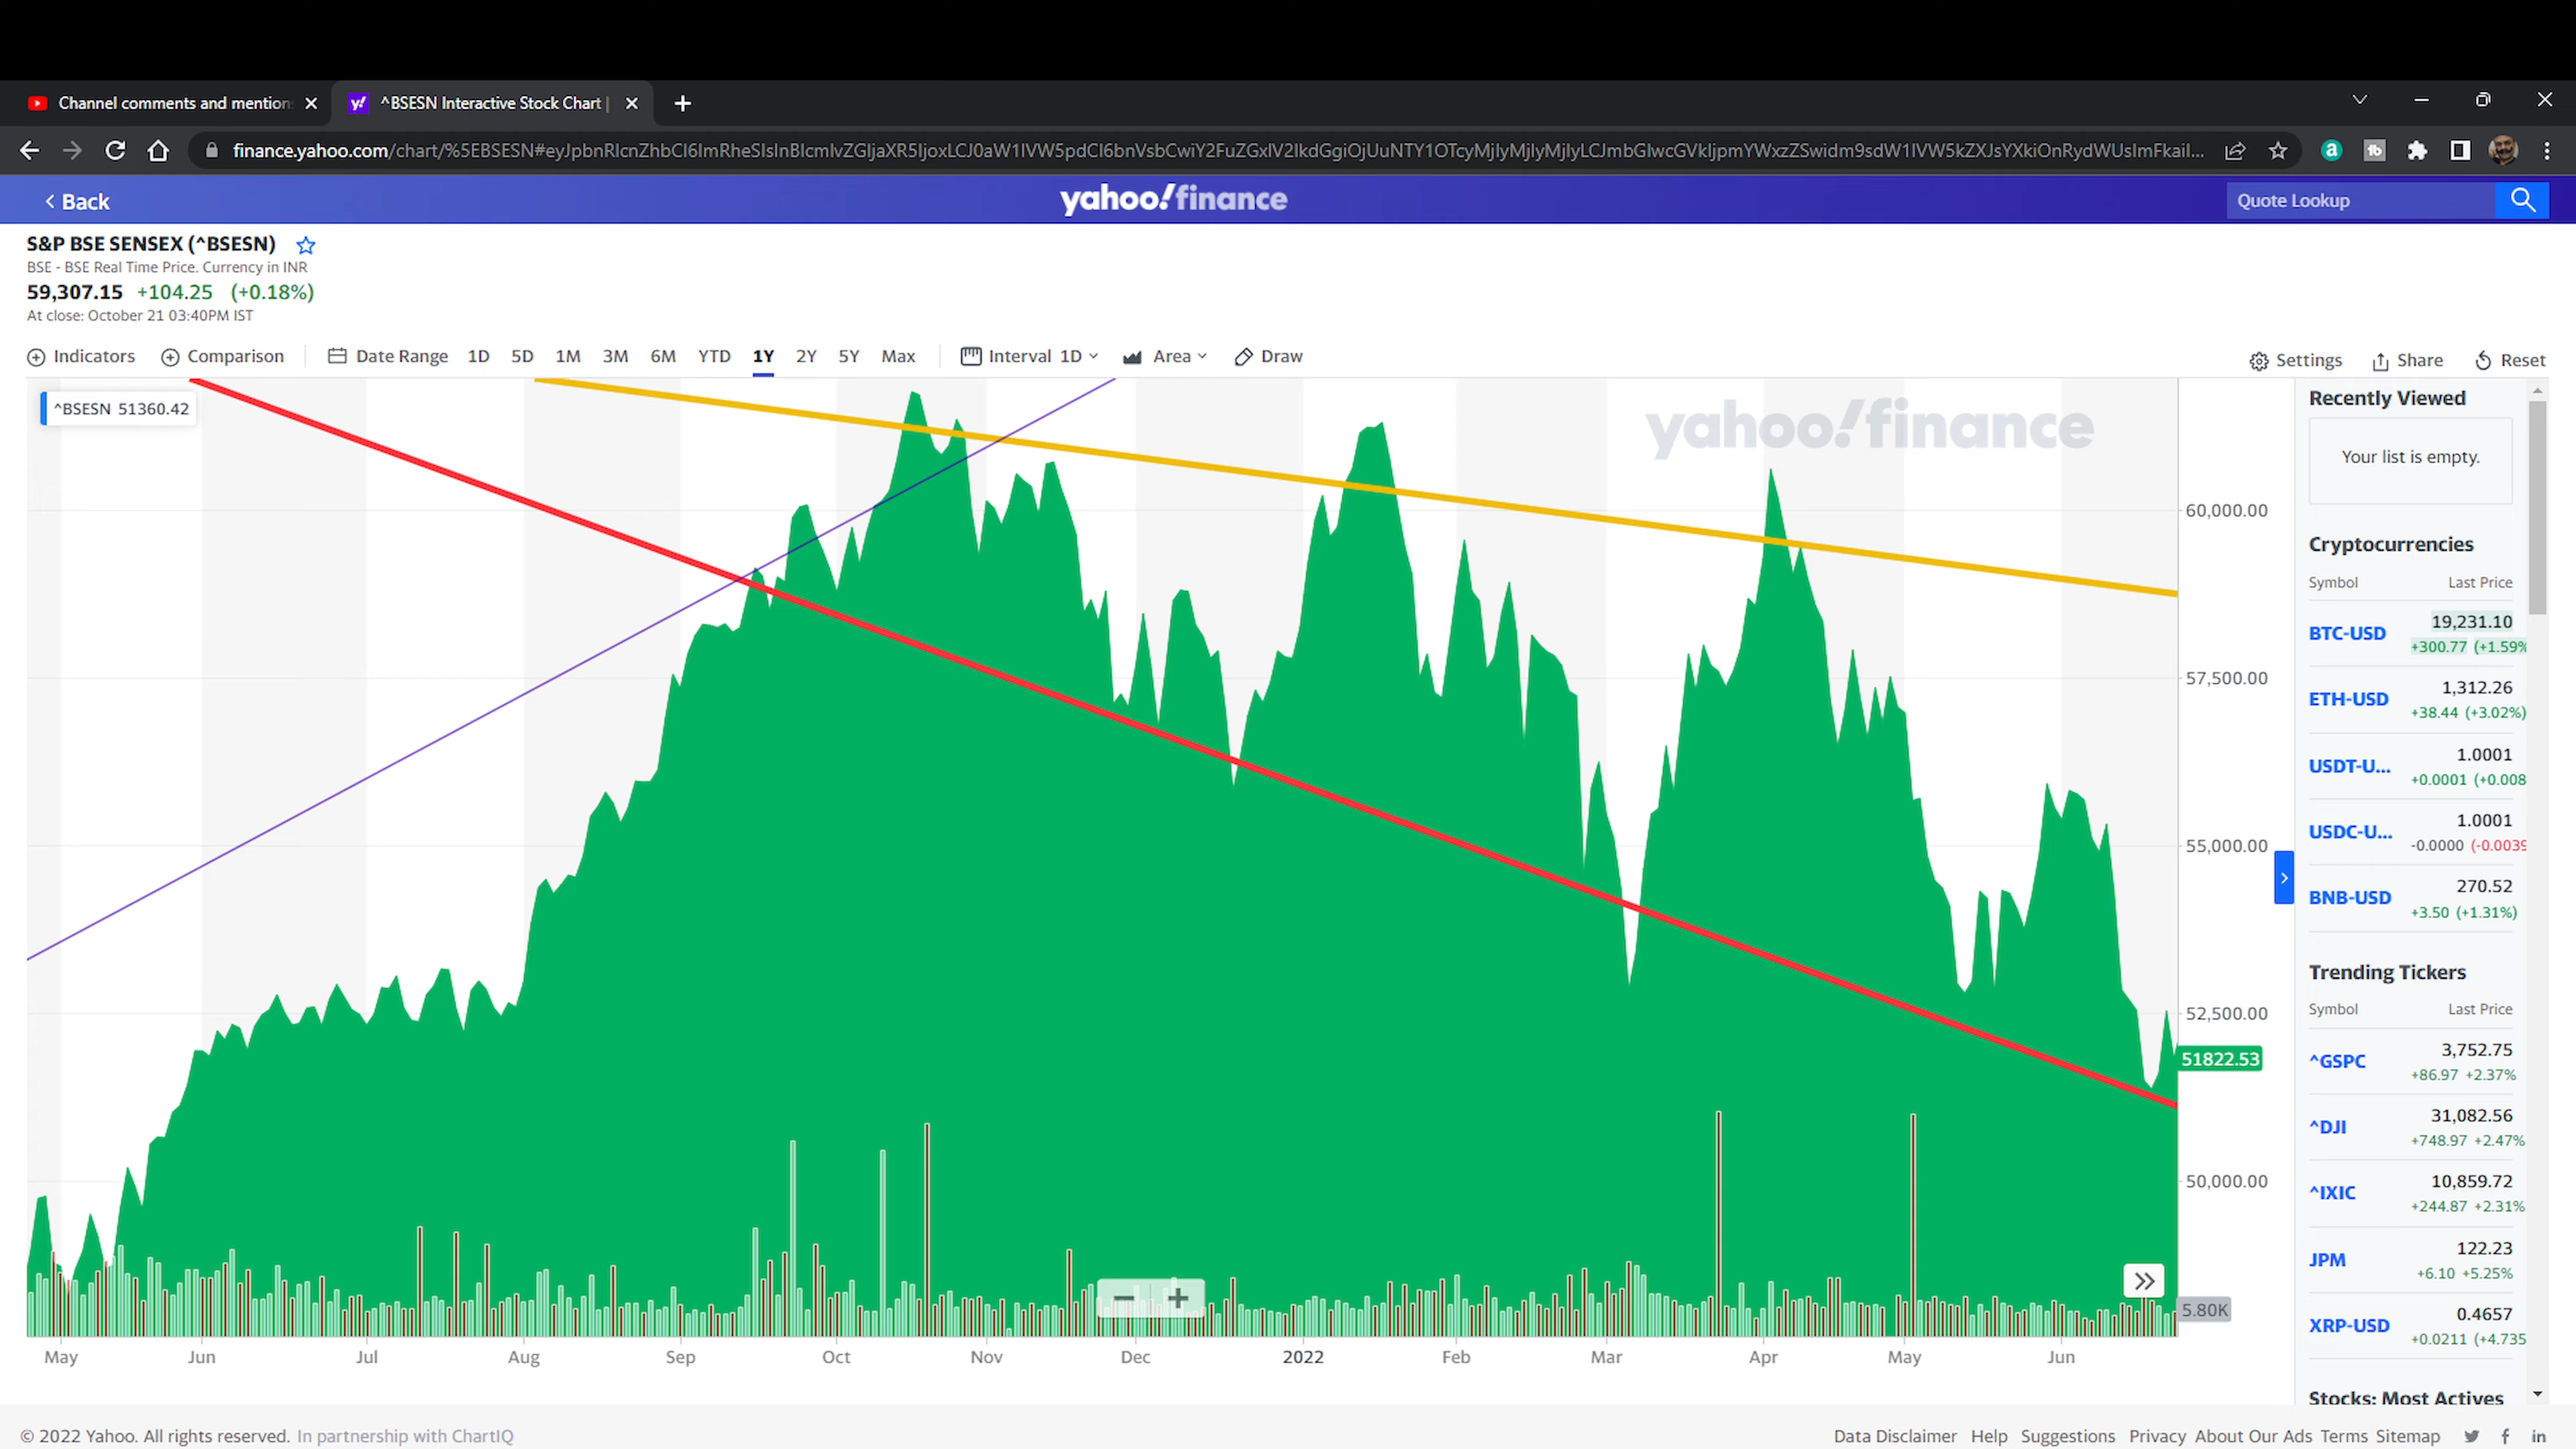 Channel comments and mention
^BSESN Interactive Stock Chart |
finance.yahoo.com/chart/%5EBSESN#
Back
yahoo!finance
Quote Lookup
S&P BSE SENSEX (^BSESN)
BSE - BSE Real Time Price. Currency in INR
59,307.15 +104.25 (+0.18%)
At close: October 21 03:40PM IST
Indicators Comparison Date Range 1D 5D 1M 3M 6M YTD 1Y 2Y 5Y Max Interval 1D Area Draw
Settings Share Reset
^BSESN 51360.42
yahoo!finance
60,000.00
57,500.00
55,000.00
52,500.00
51822.53
50,000.00
5.80K
May Jun Jul Aug Sep Oct Nov Dec 2022 Feb Mar Apr May Jun
Recently Viewed
Your list is empty.
Cryptocurrencies
Symbol Last Price
BTC-USD 19,231.10
+300.77 (+1.59%
ETH-USD 1,312.26
+38.44 (+3.02%)
USDT-U... 1.0001
+0.0001 (+0.008
USDC-U... 1.0001
-0.0000 (-0.0039
BNB-USD 270.52
+3.50 (+1.31%)
Trending Tickers
Symbol Last Price
^GSPC 3,752.75
+86.97 +2.37%
^DJI 31,082.56
+748.97 +2.47%
^IXIC 10,859.72
+244.87 +2.31%
JPM 122.23
+6.10 +5.25%
XRP-USD 0.4657
+0.0211 (+4.735
Stocks: Most Actives
© 2022 Yahoo. All rights reserved. In partnership with ChartIQ
Data Disclaimer Help Suggestions Privacy About Our Ads Terms Sitemap